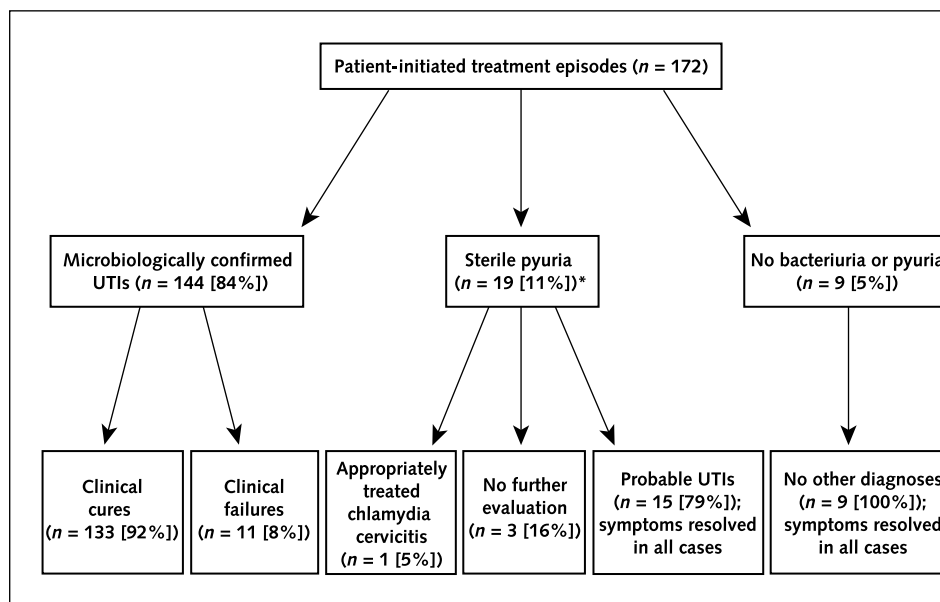 Patient-initiated treatment episodes (n = 172)
Microbiologically confirmed
UTIs (n = 144 [84%])
Sterile pyuria
(n = 19 [11%])*
No bacteriuria or pyuria
(n = 9 [5%])
Clinical
cures
(n = 133 [92%])
Clinical
failures
(n = 11 [8%])
Appropriately
treated
chlamydia
cervicitis
(n = 1 [5%])
No further
evaluation
(n = 3 [16%])
Probable UTIs
(n = 15 [79%]);
symptoms resolved
in all cases
No other diagnoses
(n = 9 [100%]);
symptoms resolved
in all cases